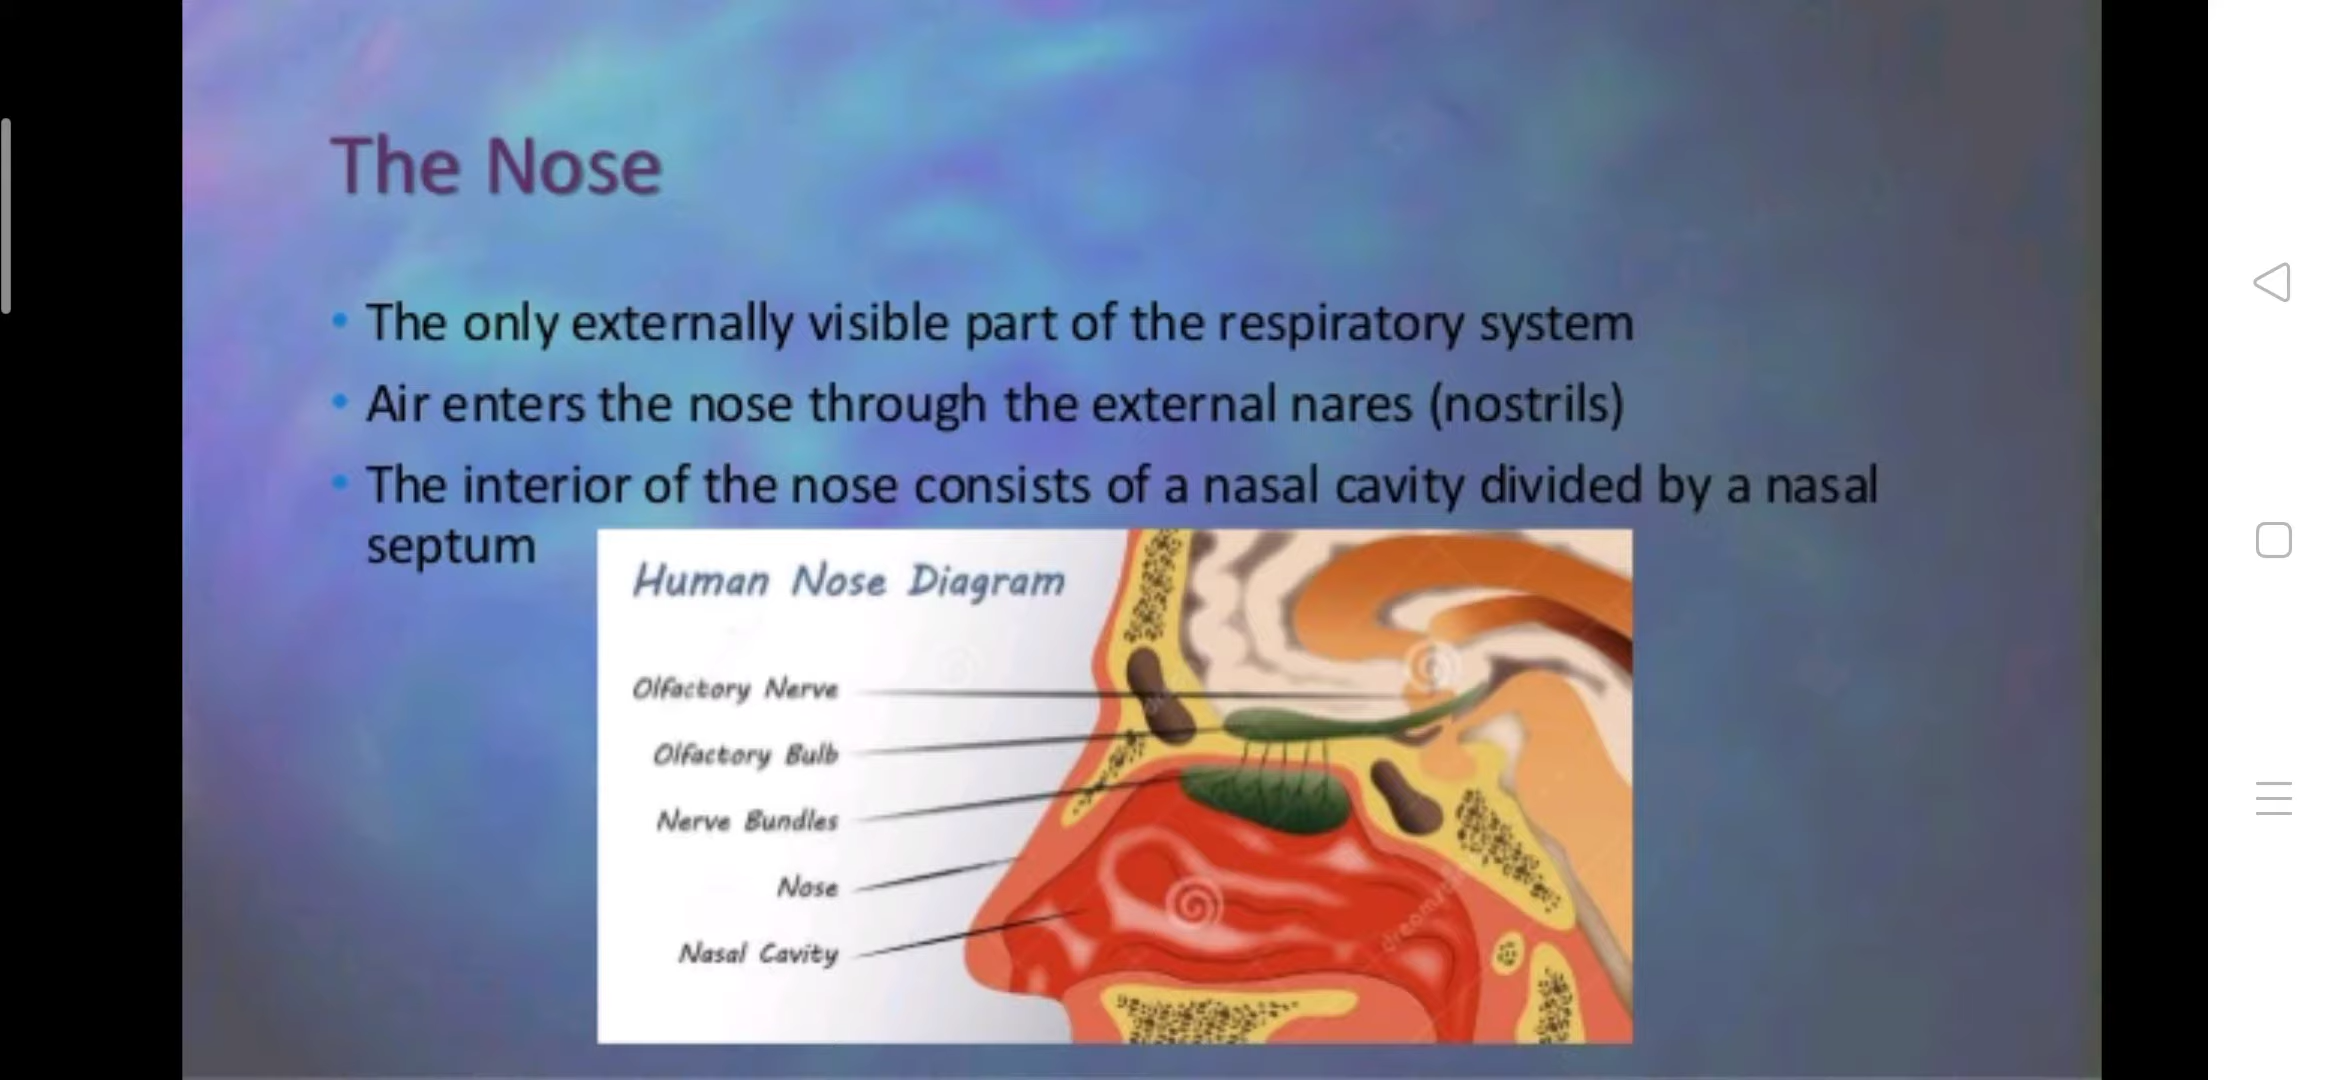 The Nose
• The only externally visible part of the respiratory system
• Air enters the nose through the external nares (nostrils)
• The interior of the nose consists of a nasal cavity divided by a nasal
septum
Human Nose Diagram
Olfactory Nerve
Olfactory Bulb
Nerve Bundles
Nose
Nasal Cavity